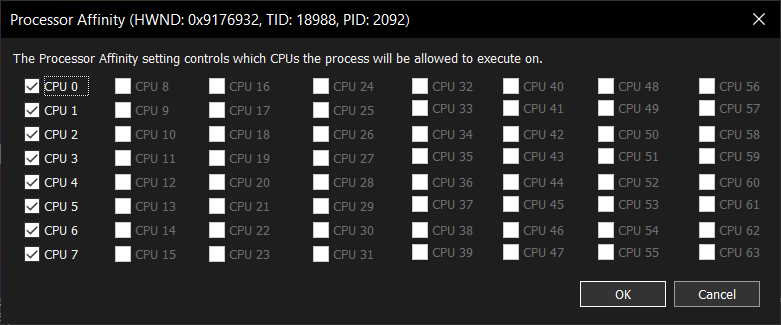 Processor Affinity (HWND: 0x9176932, TID: 18988, PID: 2092)
The Processor Affinity setting controls which CPUs the process will be allowed to execute on.
CPU 0 CPU 8 CPU 16 CPU 24 CPU 32 CPU 40 CPU 48 CPU 56
CPU 1 CPU 9 CPU 17 CPU 25 CPU 33 CPU 41 CPU 49 CPU 57
CPU 2 CPU 10 CPU 18 CPU 26 CPU 34 CPU 42 CPU 50 CPU 58
CPU 3 CPU 11 CPU 19 CPU 27 CPU 35 CPU 43 CPU 51 CPU 59
CPU 4 CPU 12 CPU 20 CPU 28 CPU 36 CPU 44 CPU 52 CPU 60
CPU 5 CPU 13 CPU 21 CPU 29 CPU 37 CPU 45 CPU 53 CPU 61
CPU 6 CPU 14 CPU 22 CPU 30 CPU 38 CPU 46 CPU 54 CPU 62
CPU 7 CPU 15 CPU 23 CPU 31 CPU 39 CPU 47 CPU 55 CPU 63
OK Cancel